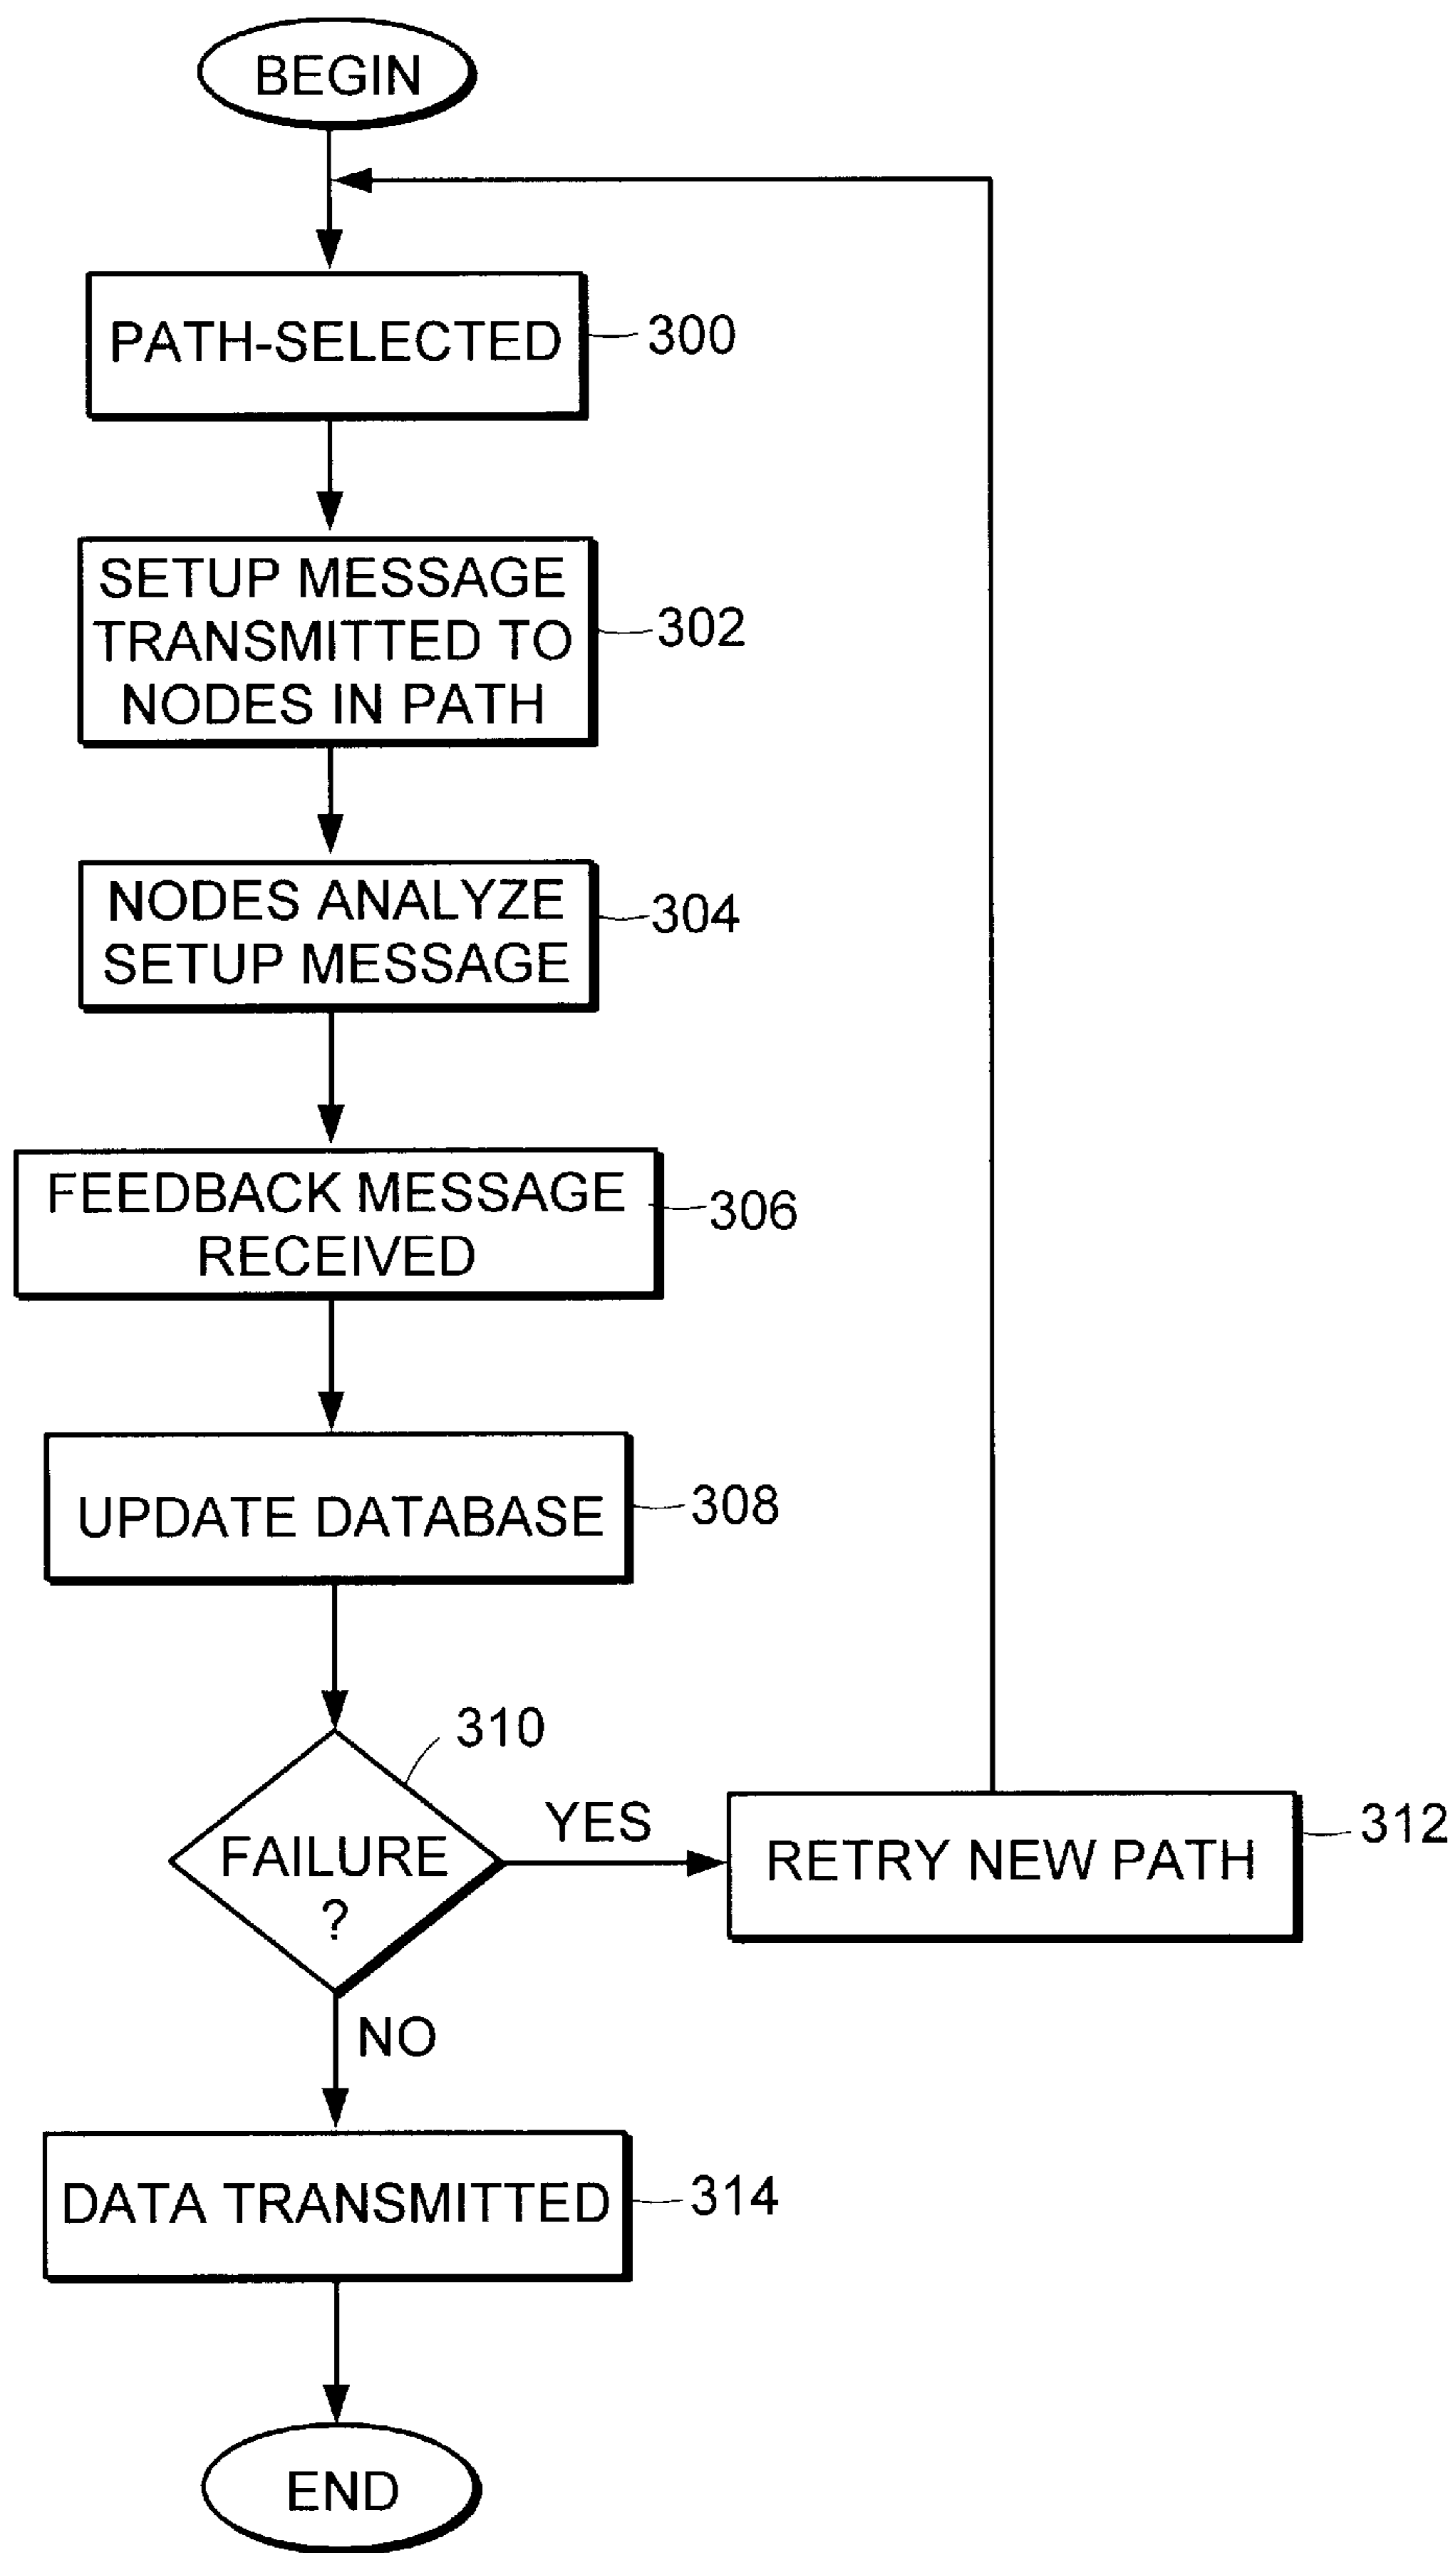 BEGIN
PATH-SELECTED
300
SETUP MESSAGE
TRANSMITTED TO
NODES IN PATH
302
NODES ANALYZE
SETUP MESSAGE
304
FEEDBACK MESSAGE
RECEIVED
306
UPDATE DATABASE
308
310
FAILURE
?
YES
RETRY NEW PATH
312
NO
DATA TRANSMITTED
314
END